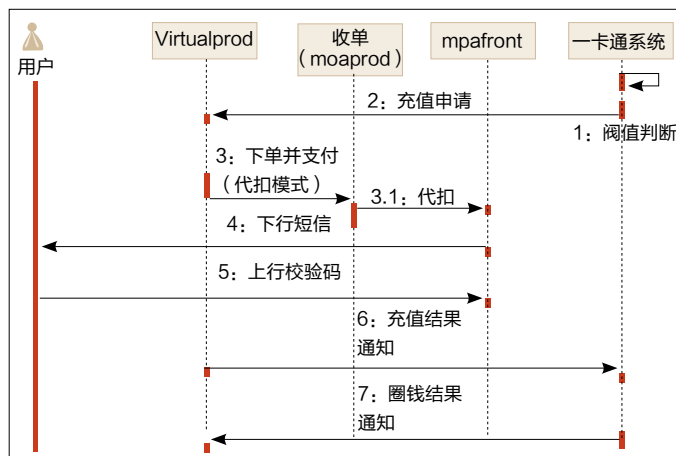 用户
Virtualprod
收单
（moaprod）
mpafront
一卡通系统
2：充值申请
1：阀值判断
3：下单并支付
（代扣模式）
3.1：代扣
4：下行短信
5：上行校验码
6：充值结果
通知
7：圈钱结果
通知